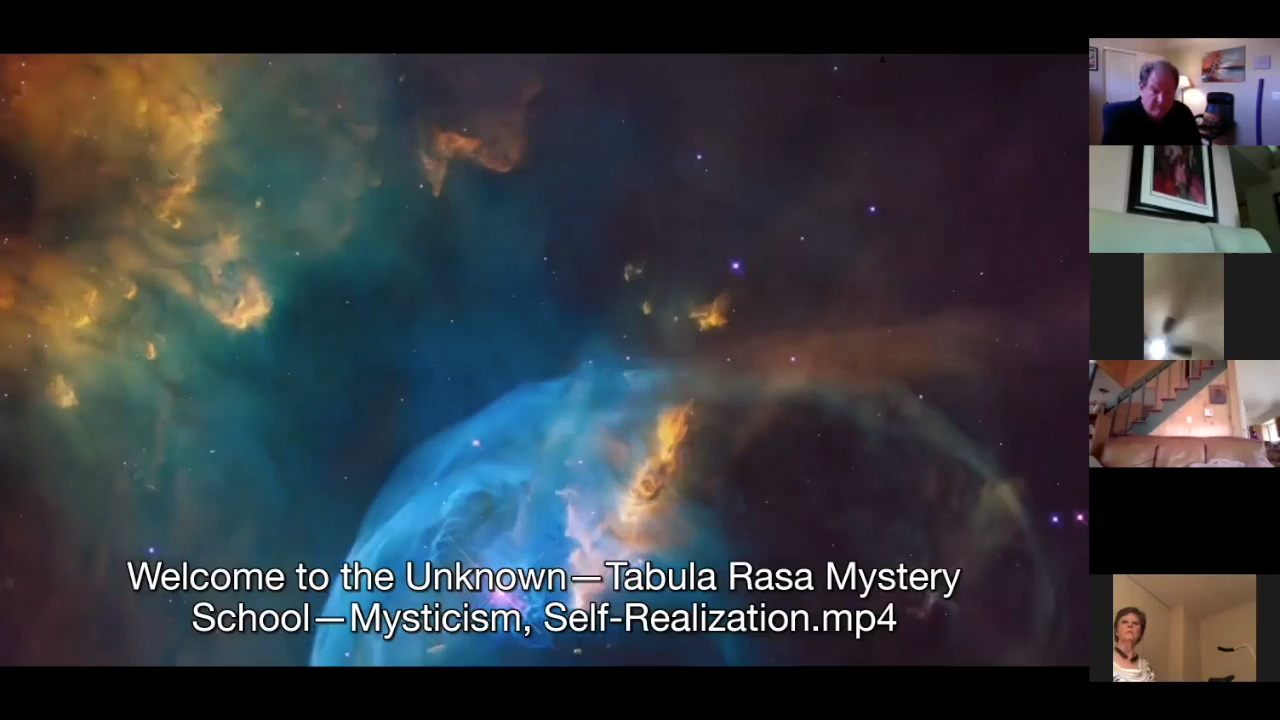 Welcome to the Unknown—Tabula Rasa Mystery
School—Mysticism, Self-Realization.mp4